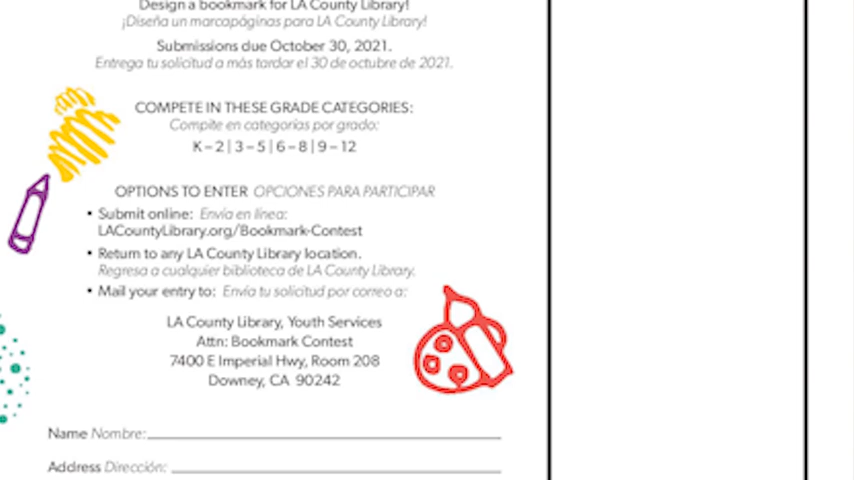 Design a bookmark for LA County Library!
¡Diseña un marcapáginas para LA County Library!
Submissions due October 30, 2021.
Entrega tu solicitud a más tardar el 30 de octubre de 2021.
COMPETE IN THESE GRADE CATEGORIES:
Compite en categorías por grado:
K – 2 | 3 – 5 | 6 – 8 | 9 – 12
OPTIONS TO ENTER OPCIONES PARA PARTICIPAR
• Submit online: Envía en línea:
LACountyLibrary.org/Bookmark-Contest
• Return to any LA County Library location.
Regresa a cualquier biblioteca de LA County Library.
• Mail your entry to: Envía tu solicitud por correo a:
LA County Library, Youth Services
Attn: Bookmark Contest
7400 E Imperial Hwy, Room 208
Downey, CA 90242
Name Nombre:
Address Dirección: